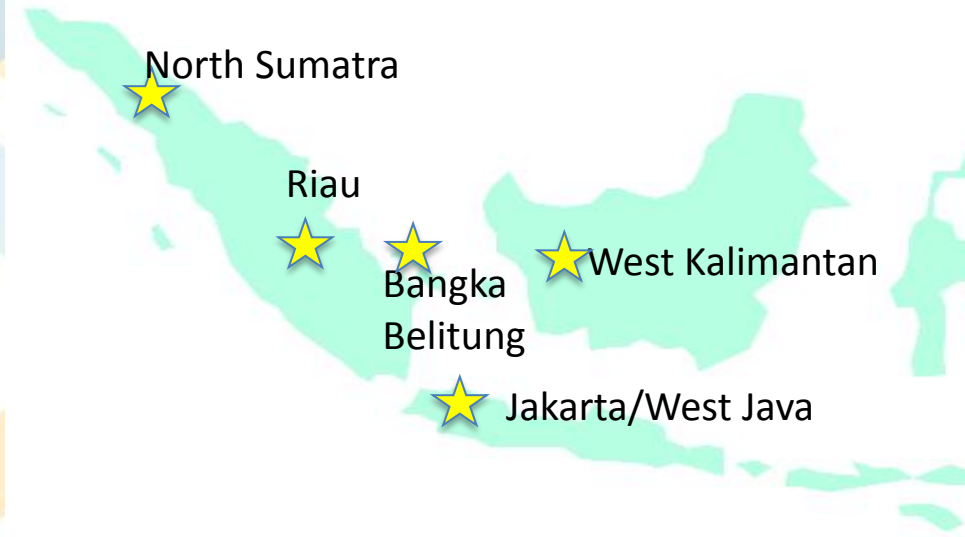 North Sumatra
Riau
West Kalimantan
Bangka
Belitung
Jakarta/West Java